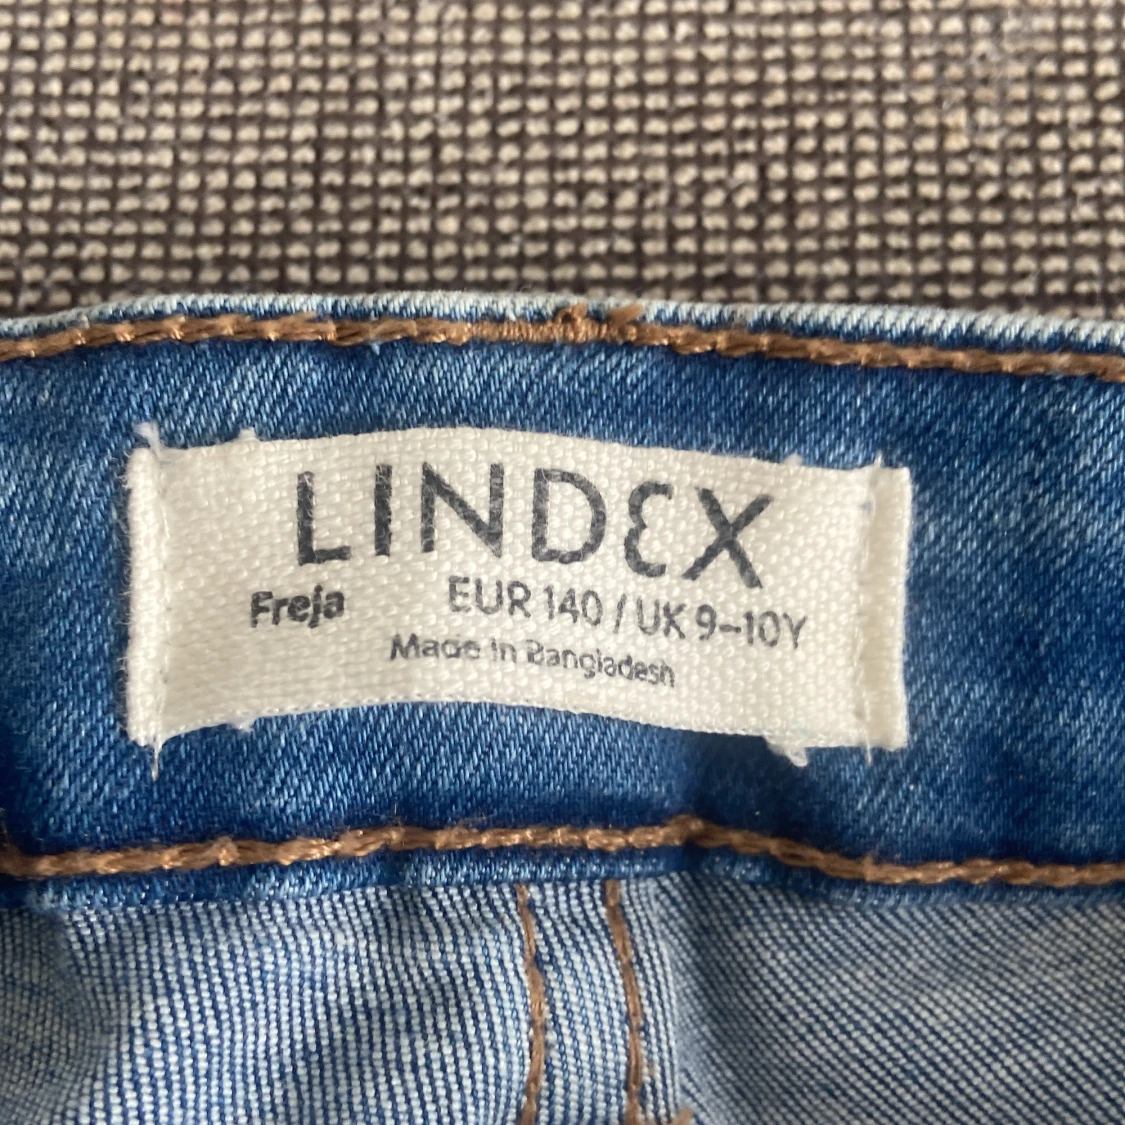 LINDEX
Freja EUR 140 / UK 9-10Y
Made in Bangladesh